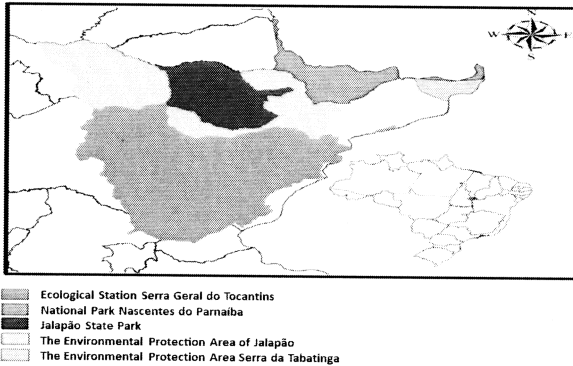 N
W E
S
Ecological Station Serra Geral do Tocantins
National Park Nascentes do Parnaíba
Jalapão State Park
The Environmental Protection Area of Jalapão
The Environmental Protection Area Serra da Tabatinga